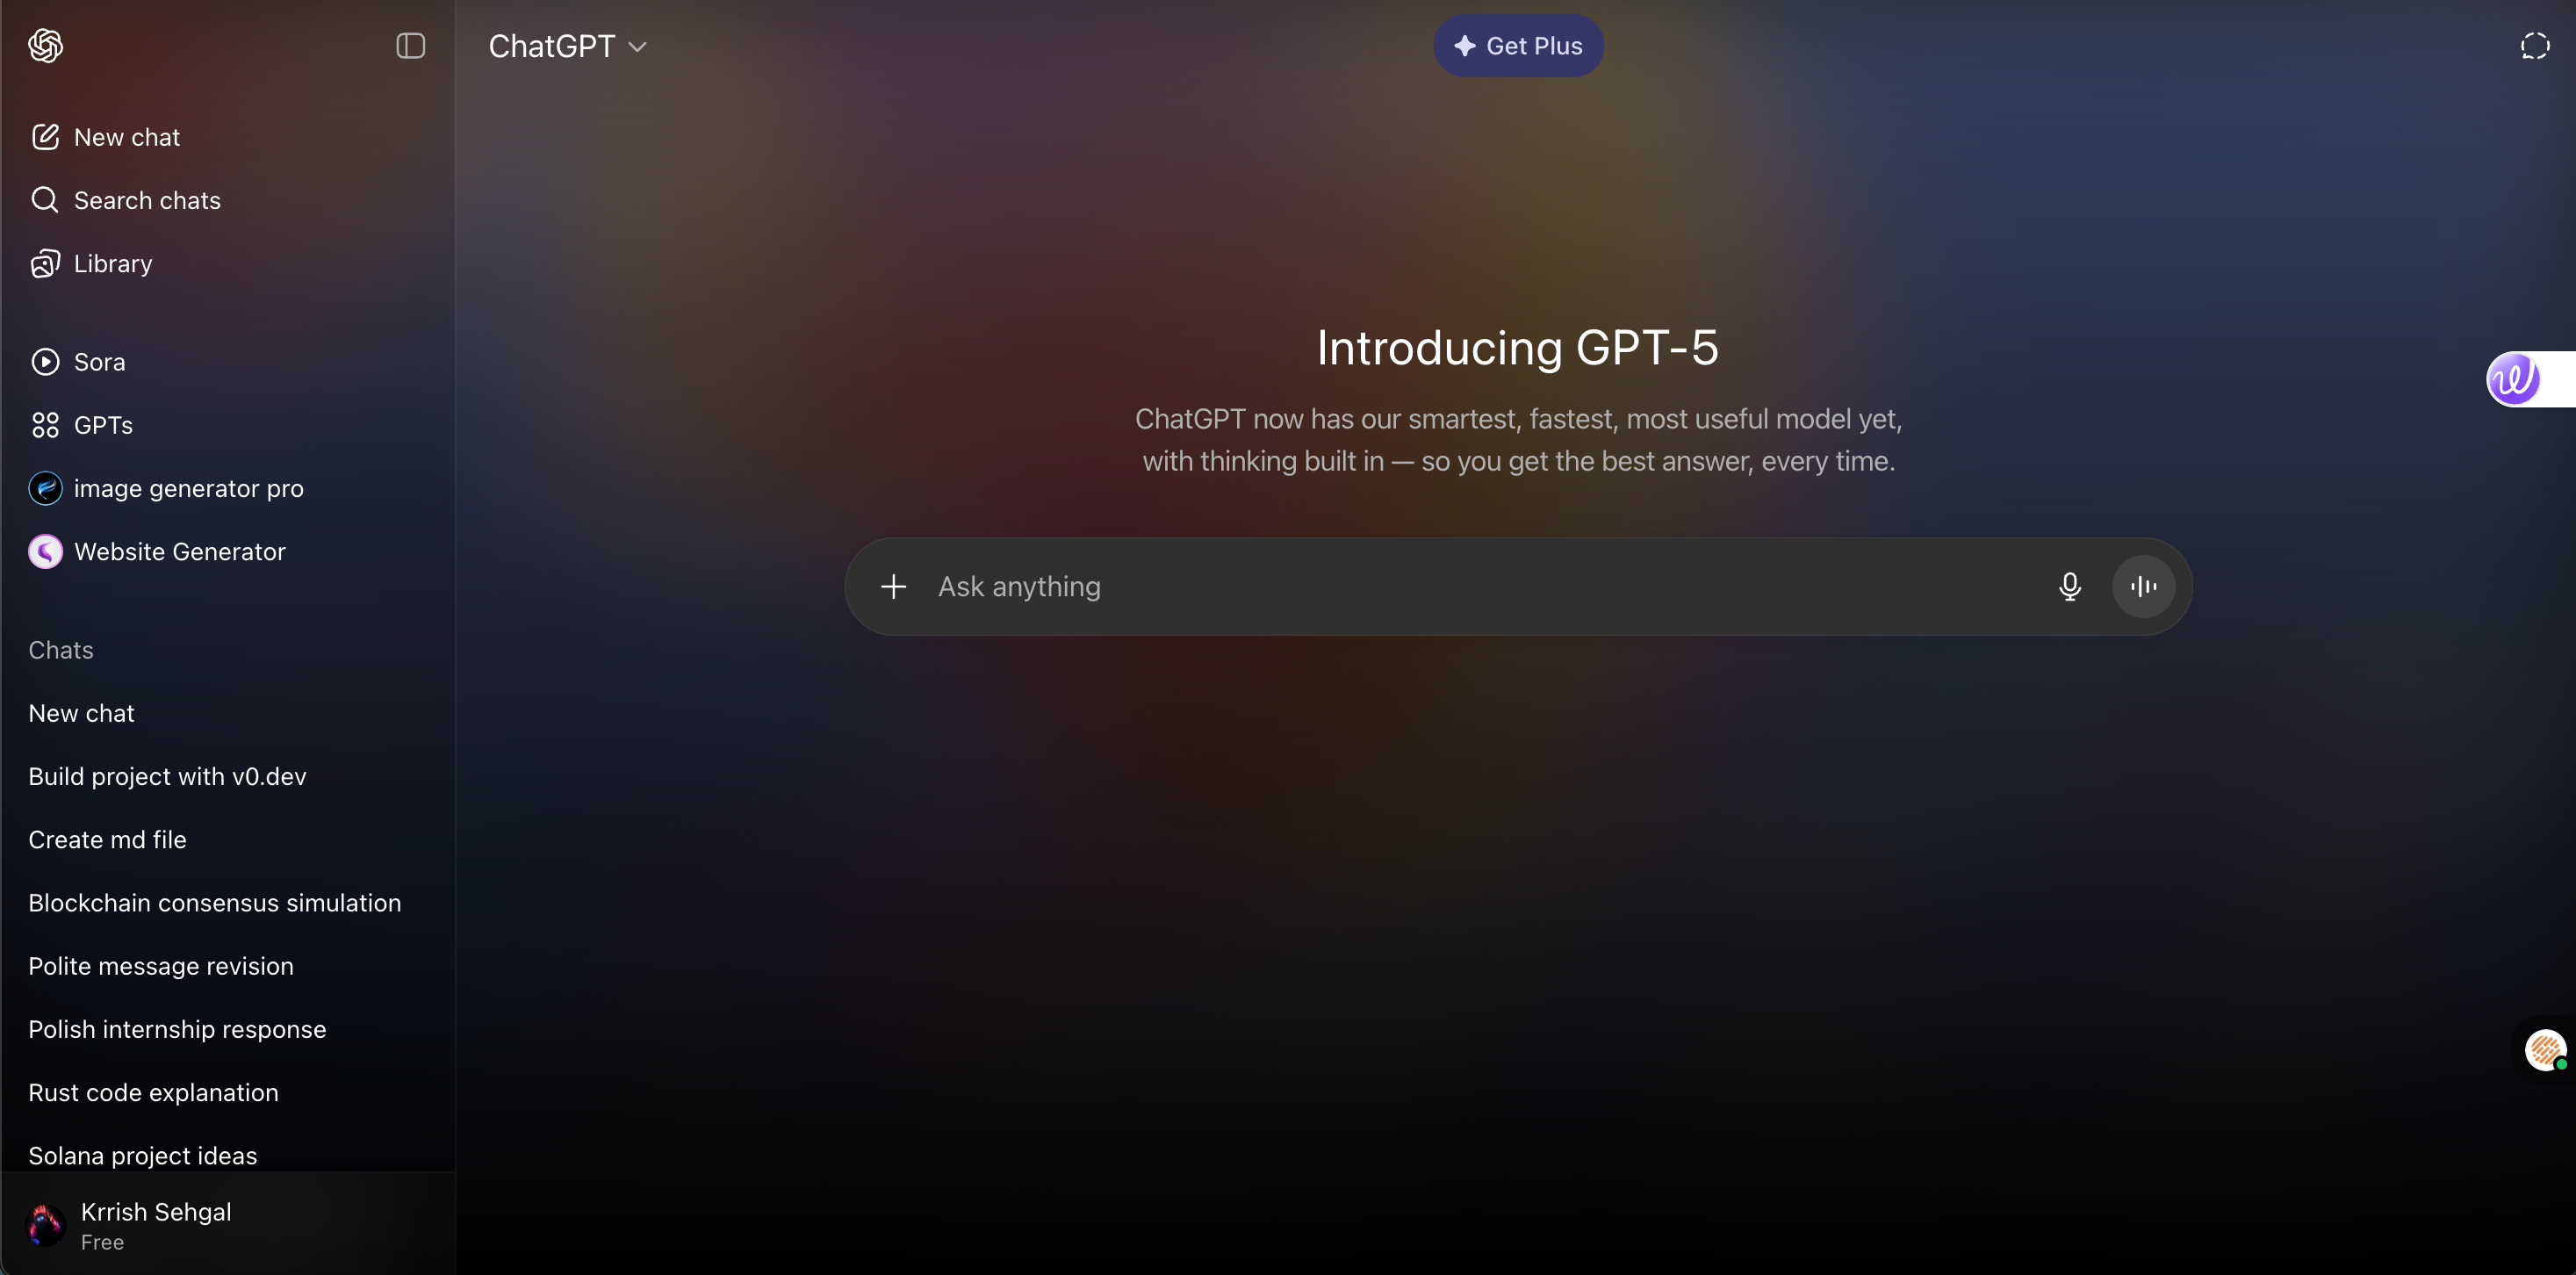 ChatGPT
Get Plus
New chat
Search chats
Library
Sora
GPTs
image generator pro
Website Generator
Chats
New chat
Build project with v0.dev
Create md file
Blockchain consensus simulation
Polite message revision
Polish internship response
Rust code explanation
Solana project ideas
Krrish Sehgal
Free
Introducing GPT-5
ChatGPT now has our smartest, fastest, most useful model yet,
with thinking built in — so you get the best answer, every time.
Ask anything